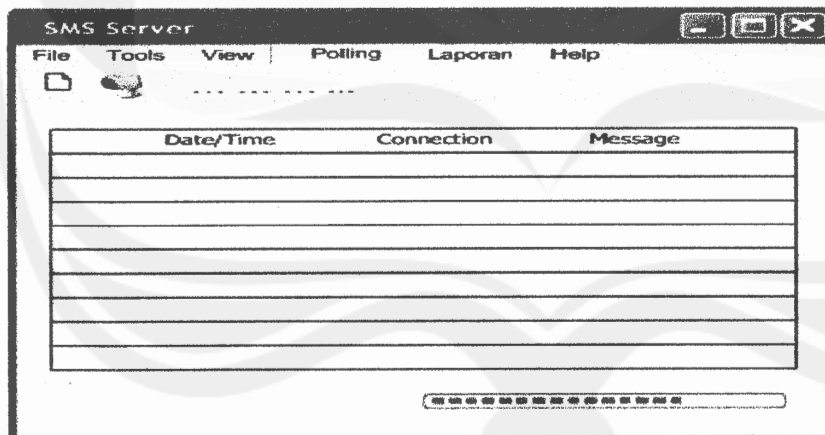 SMS Server
File Tools View Polling Laporan Help
Date/Time Connection Message